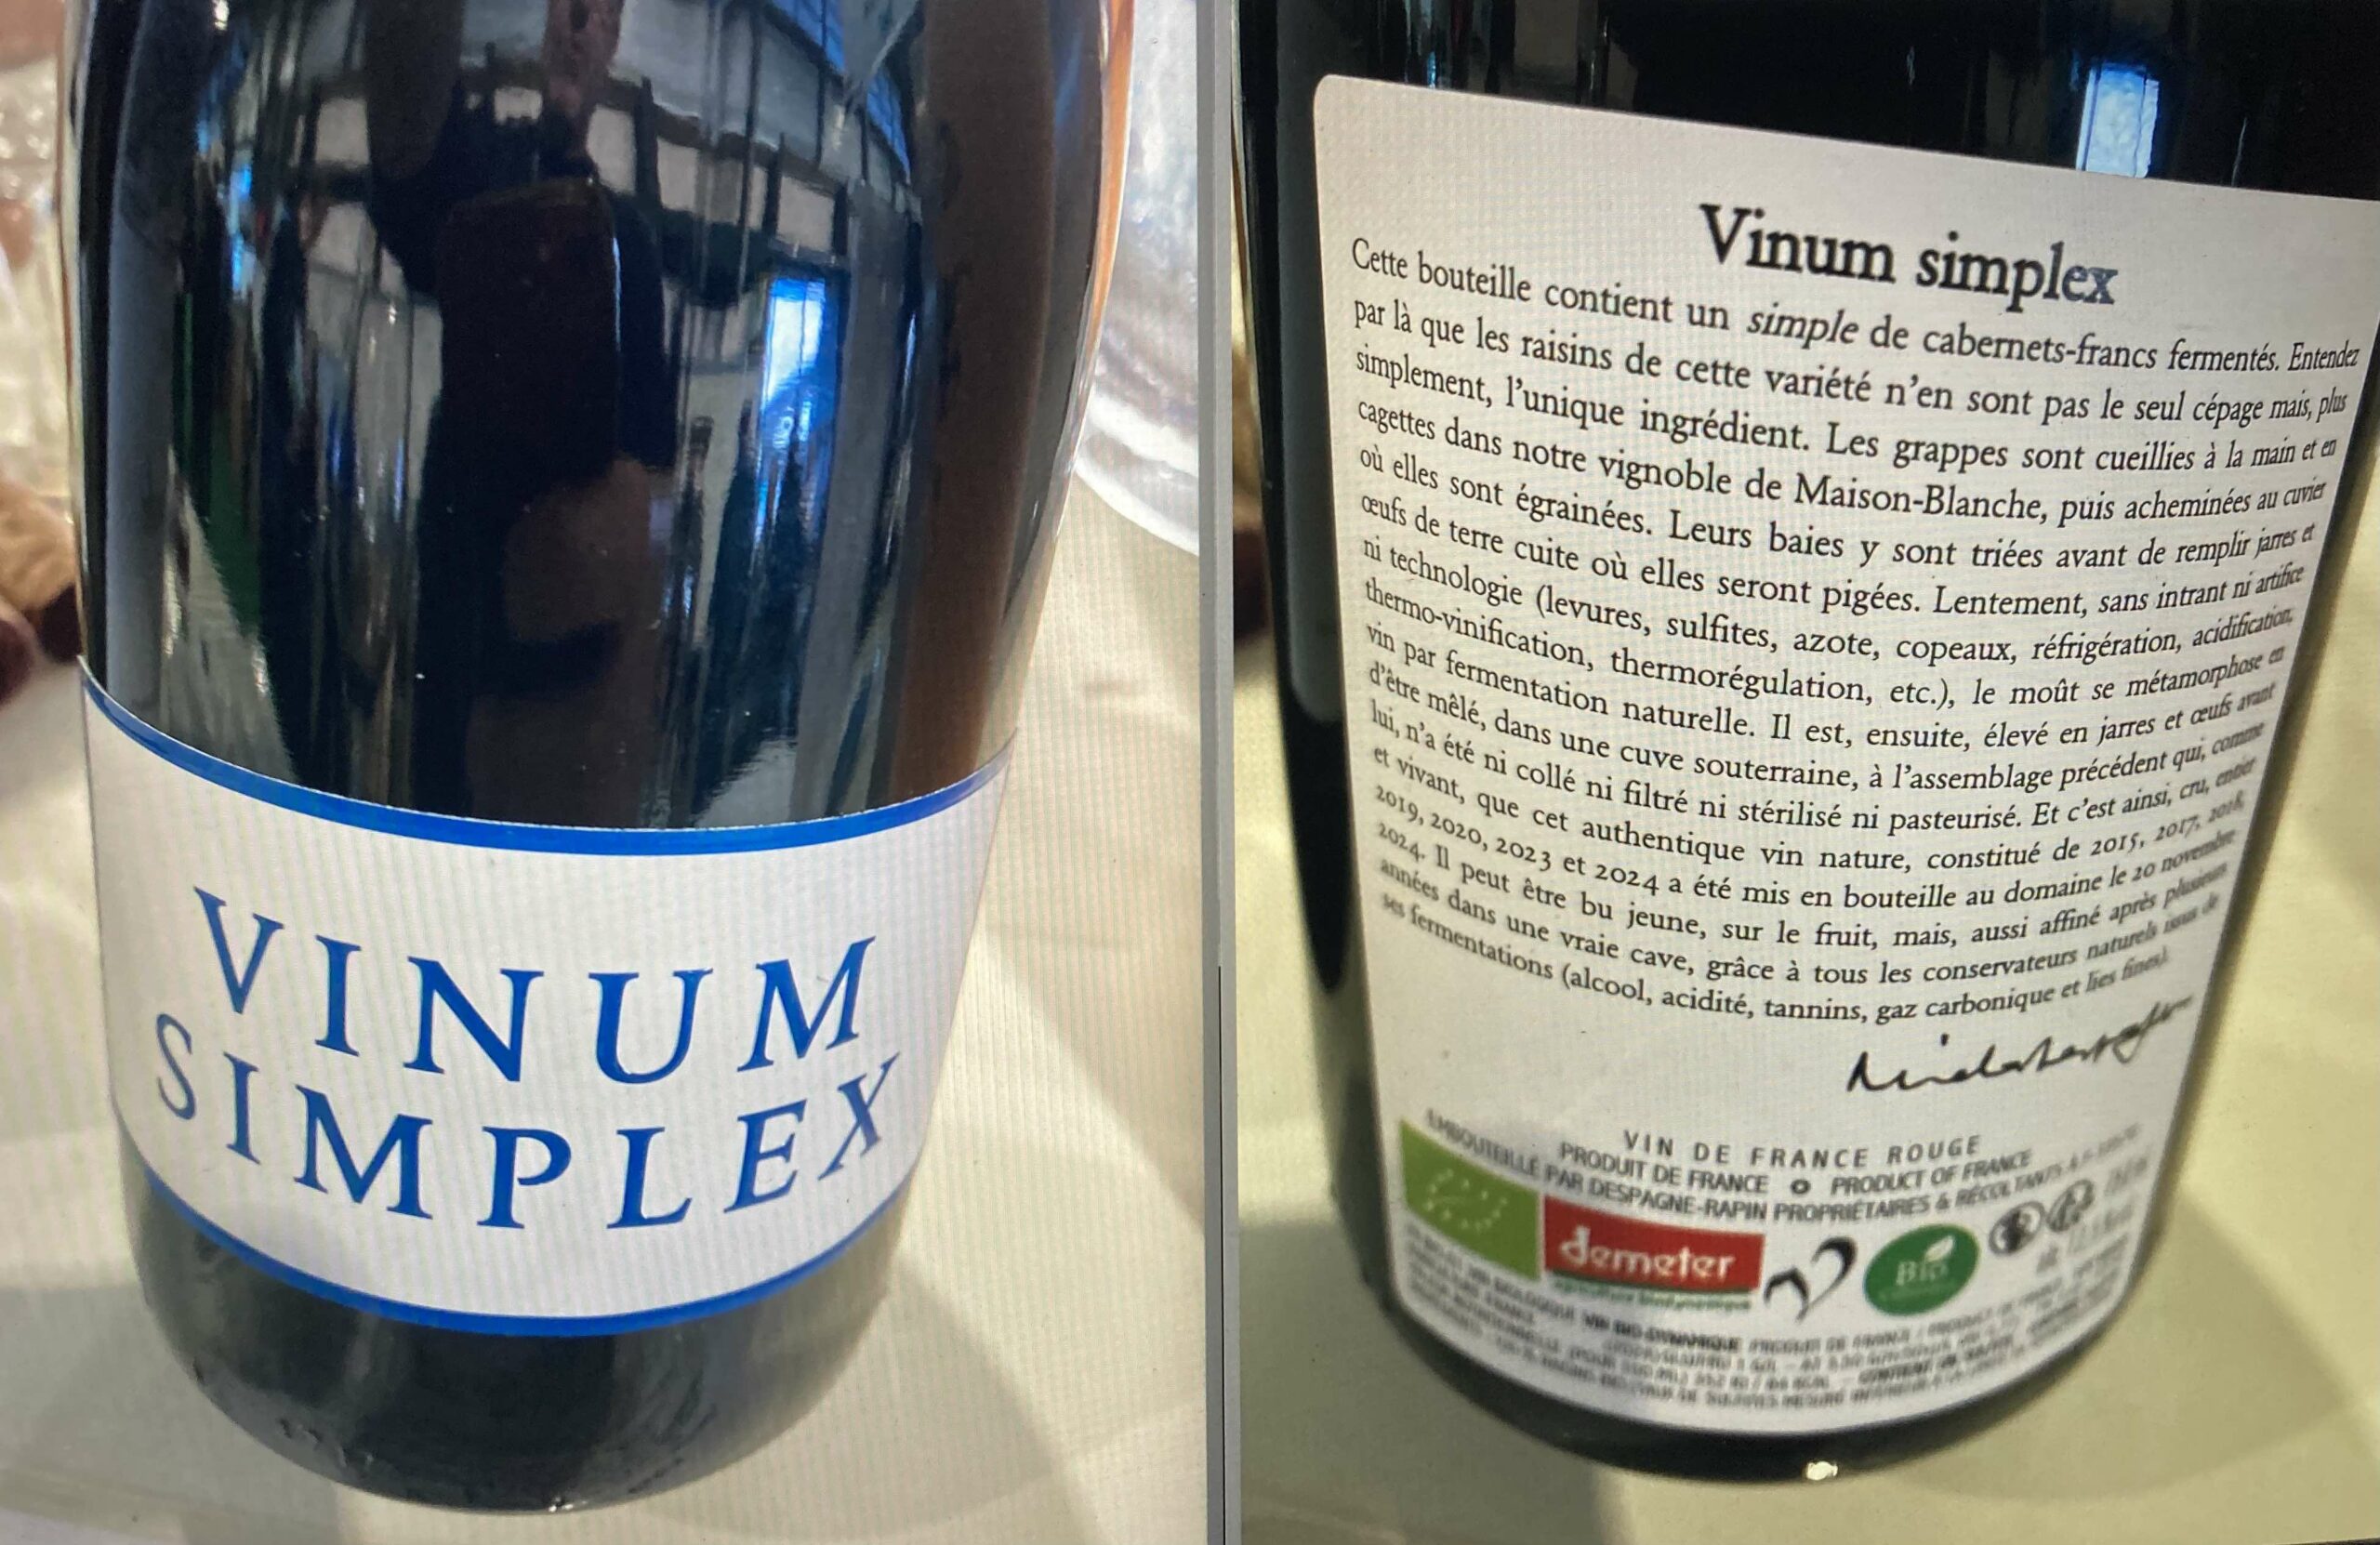 VINUM
SIMPLEX
Vinum simplex
Cette bouteille contient un simple de cabernets-francs fermentés. Entendez
par là que les raisins de cette variété n'en sont pas le seul cépage mais, plus
simplement, l'unique ingrédient. Les grappes sont cueillies à la main et en
cagettes dans notre vignoble de Maison-Blanche, puis acheminées au cuvier
où elles sont égrainées. Leurs baies y sont triées avant de remplir jarres et
œufs de terre cuite où elles seront pigées. Lentement, sans intrant ni artifice
ni technologie (levures, sulfites, azote, copeaux, réfrigération, acidification,
thermo-vinification, thermorégulation, etc.), le moût se métamorphose en
vin par fermentation naturelle. Il est, ensuite, élevé en jarres et œufs avant
d'être mêlé, dans une cuve souterraine, à l'assemblage précédent qui, comme
lui, n'a été ni collé ni filtré ni stérilisé ni pasteurisé. Et c'est ainsi, cru, entier
et vivant, que cet authentique vin nature, constitué de 2015, 2017, 2018,
2019, 2020, 2023 et 2024 a été mis en bouteille au domaine le 20 novembre
2024. Il peut être bu jeune, sur le fruit, mais, aussi affiné après plusieurs
années dans une vraie cave, grâce à tous les conservateurs naturels issus de
ses fermentations (alcool, acidité, tannins, gaz carbonique et lies fines).
VIN DE FRANCE ROUGE
PRODUIT DE FRANCE PRODUCT OF FRANCE
EMBOUTEILLÉ PAR DESPAGNE-RAPIN PROPRIÉTAIRES & RÉCOLTANTS À
demeter
agriculture biodynamique
BIO